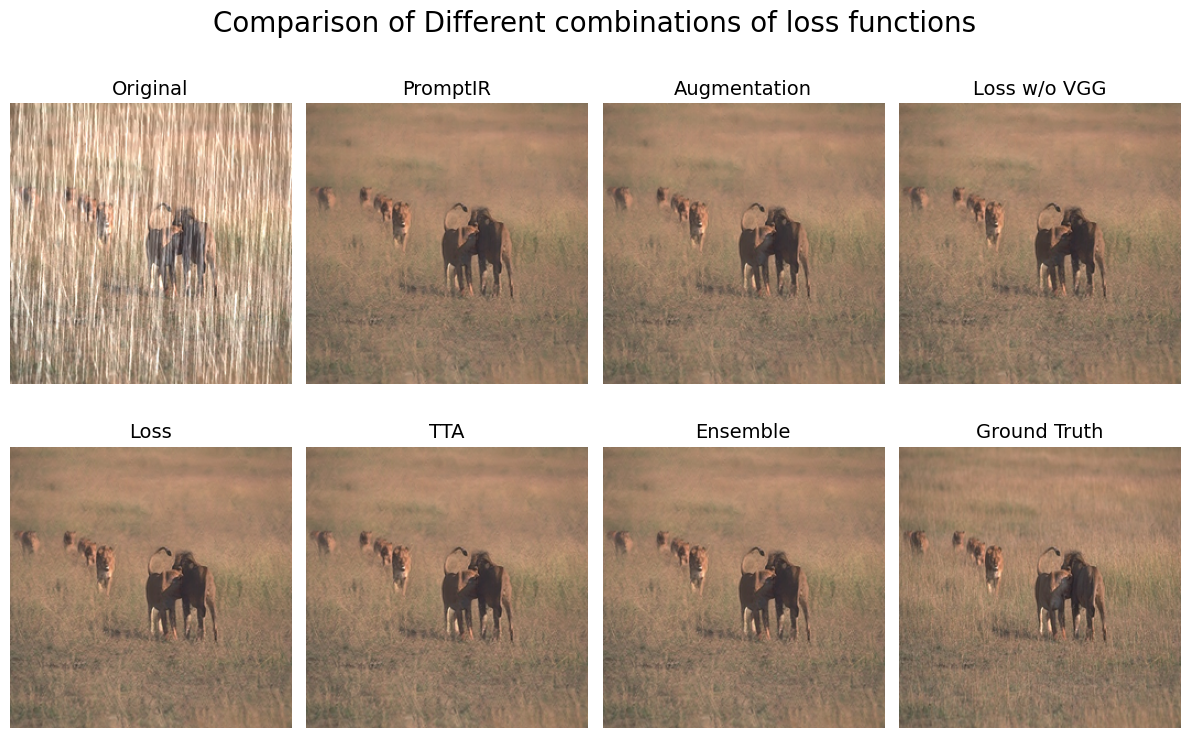 Comparison of Different combinations of loss functions
Original
PromptIR
Augmentation
Loss w/o VGG
Loss
TTA
Ensemble
Ground Truth